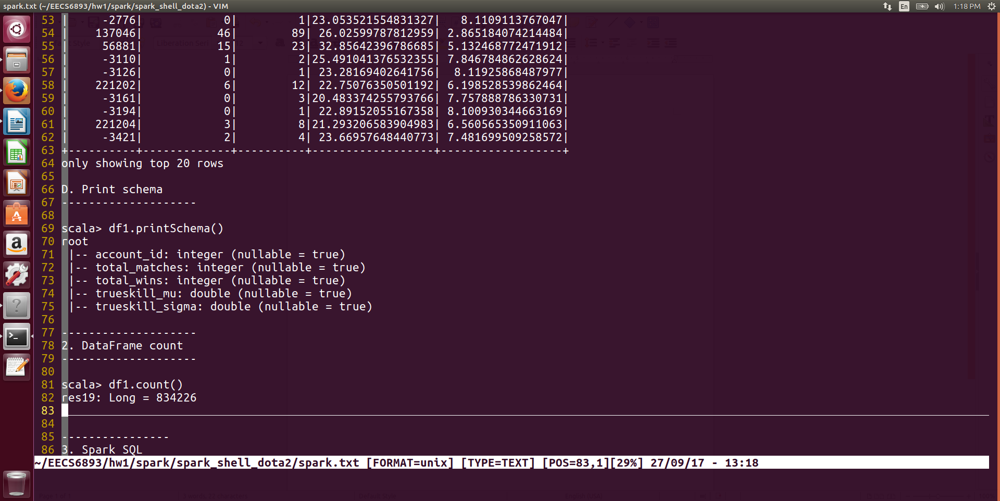 spark.txt (~/EECS6893/hw1/spark/spark_shell_dota2) - VIM En 1:18 PM
53 | -2776| 0| 1|23.053521554831327| 8.1109113767047|
54 | 137046| 46| 89| 26.02599787812959| 2.865184074214484|
55 | 56881| 15| 23| 32.85642396786685| 5.132468772471912|
56 | -3110| 1| 2|25.491041376532355| 7.846784862628624|
57 | -3126| 0| 1| 23.28169402641756| 8.11925868487977|
58 | 221202| 6| 12| 22.75076350501192| 6.198528539862464|
59 | -3161| 0| 3|20.483374255793766| 7.757888786330731|
60 | -3194| 0| 1| 22.89152055167358| 8.100930344663169|
61 | 221204| 3| 8|21.293206583904983| 6.560565350911063|
62 | -3421| 2| 4| 23.66957648440773| 7.481699509258572|
63 +----------+-------------+----------+------------------+------------------+
64 only showing top 20 rows
65
66 D. Print schema
67 --------------------
68
69 scala> df1.printSchema()
70 root
71 |-- account_id: integer (nullable = true)
72 |-- total_matches: integer (nullable = true)
73 |-- total_wins: integer (nullable = true)
74 |-- trueskill_mu: double (nullable = true)
75 |-- trueskill_sigma: double (nullable = true)
76
77 --------------------
78 2. DataFrame count
79 --------------------
80
81 scala> df1.count()
82 res19: Long = 834226
83
84
85 ----------------
86 3. Spark SQL
~/EECS6893/hw1/spark/spark_shell_dota2/spark.txt [FORMAT=unix] [TYPE=TEXT] [POS=83,1][29%] 27/09/17 - 13:18